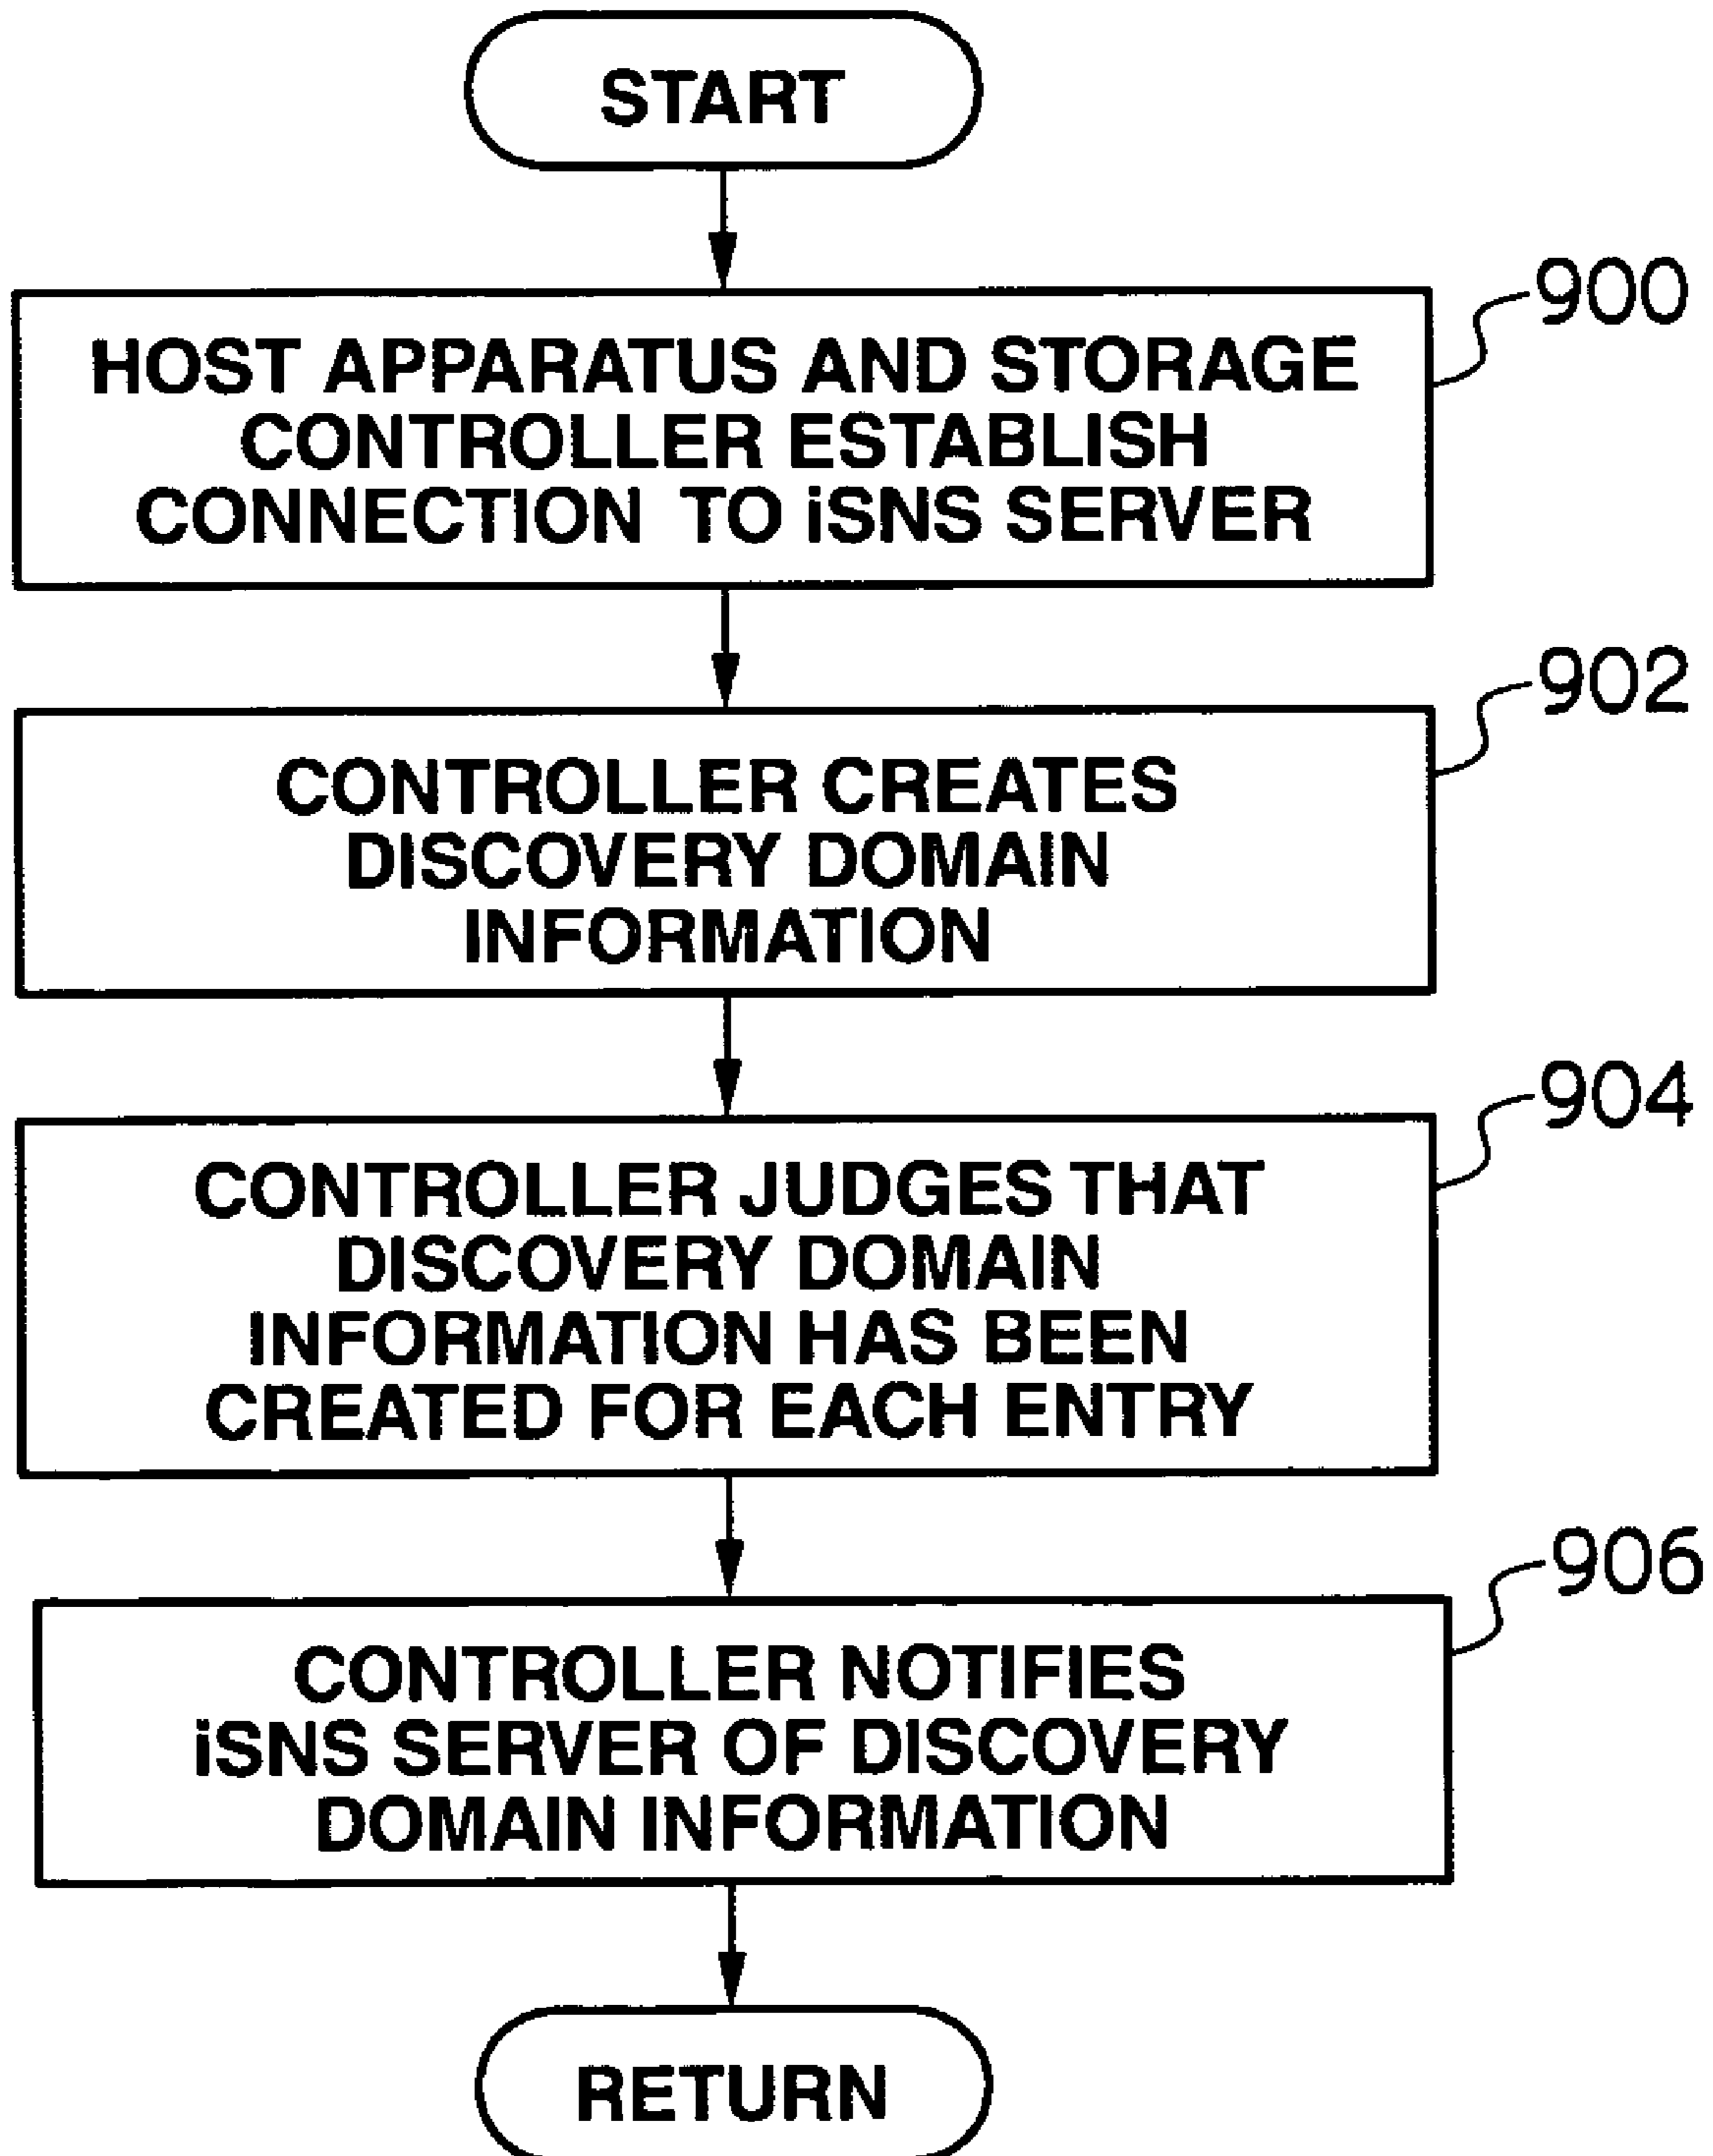 START
900
HOST APPARATUS AND STORAGE
CONTROLLER ESTABLISH
CONNECTION TO iSNS SERVER
902
CONTROLLER CREATES
DISCOVERY DOMAIN
INFORMATION
904
CONTROLLER JUDGES THAT
DISCOVERY DOMAIN
INFORMATION HAS BEEN
CREATED FOR EACH ENTRY
906
CONTROLLER NOTIFIES
iSNS SERVER OF DISCOVERY
DOMAIN INFORMATION
RETURN